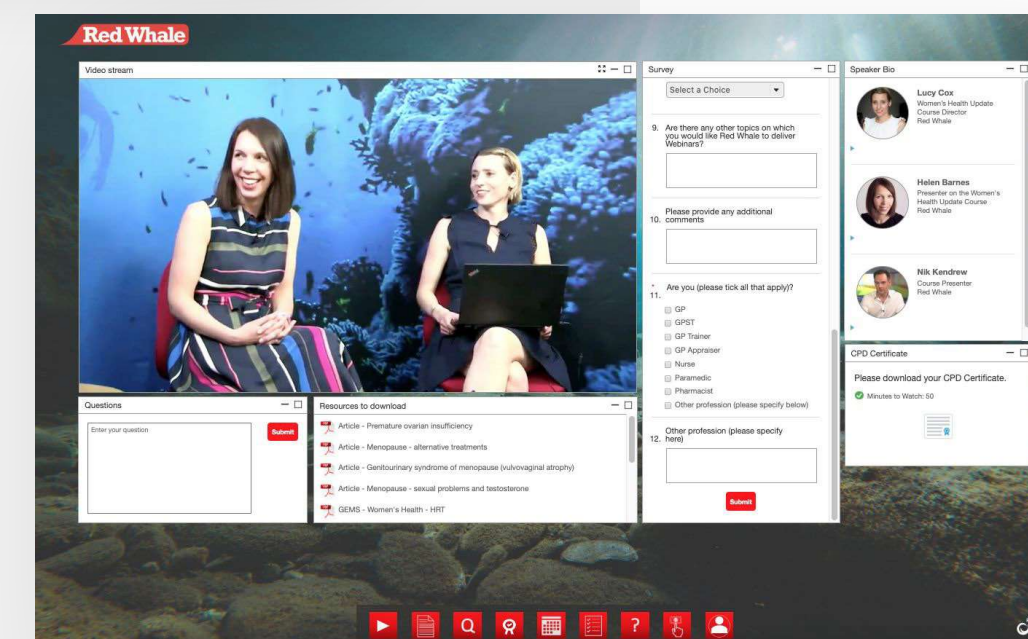 Red Whale
Video stream
Survey
Select a Choice
9. Are there any other topics on which
you would like Red Whale to deliver
Webinars?
Please provide any additional
10. comments
* Are you (please tick all that apply)?
11.
GP
GPST
GP Trainer
GP Appraiser
Nurse
Paramedic
Pharmacist
Other profession (please specify below)
Other profession (please specify
12. here)
Submit
Speaker Bio
Lucy Cox
Women's Health Update
Course Director
Red Whale
Helen Barnes
Presenter on the Women's
Health Update Course
Red Whale
Nik Kendrew
Course Presenter
Red Whale
CPD Certificate
Please download your CPD Certificate.
Minutes to Watch: 50
Questions
Enter your question
Submit
Resources to download
Article - Premature ovarian insufficiency
Article - Menopause - alternative treatments
Article - Genitourinary syndrome of menopause (vulvovaginal atrophy)
Article - Menopause - sexual problems and testosterone
GEMS - Women's Health - HRT
?